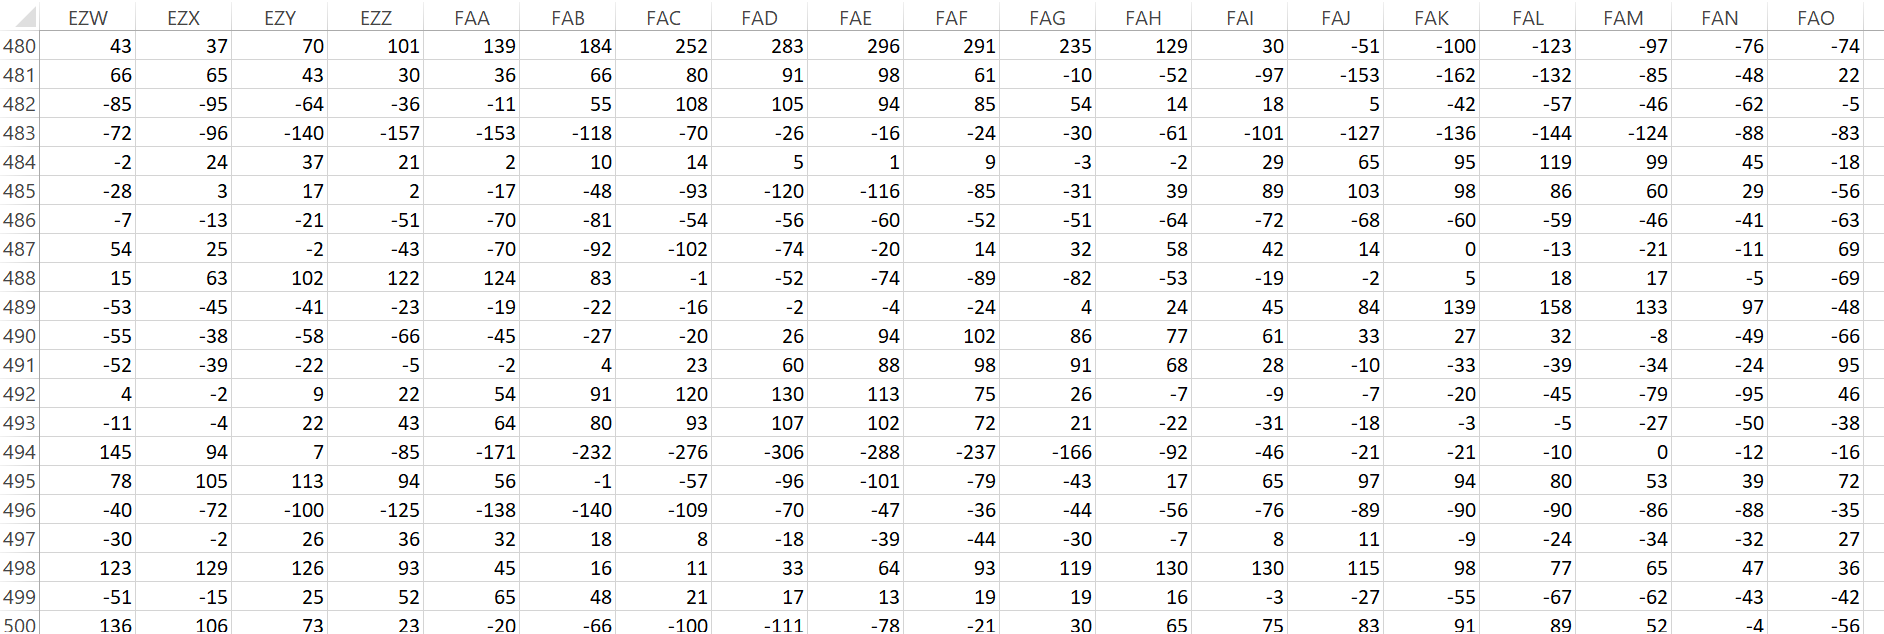 EZW EZX EZY EZZ FAA FAB FAC FAD FAE FAF FAG FAH FAI FAJ FAK FAL FAM FAN FAO
480 43 37 70 101 139 184 252 283 296 291 235 129 30 -51 -100 -123 -97 -76 -74
481 66 65 43 30 36 66 80 91 98 61 -10 -52 -97 -153 -162 -132 -85 -48 22
482 -85 -95 -64 -36 -11 55 108 105 94 85 54 14 18 5 -42 -57 -46 -62 -5
483 -72 -96 -140 -157 -153 -118 -70 -26 -16 -24 -30 -61 -101 -127 -136 -144 -124 -88 -83
484 -2 24 37 21 2 10 14 5 1 9 -3 -2 29 65 95 119 99 45 -18
485 -28 3 17 2 -17 -48 -93 -120 -116 -85 -31 39 89 103 98 86 60 29 -56
486 -7 -13 -21 -51 -70 -81 -54 -56 -60 -52 -51 -64 -72 -68 -60 -59 -46 -41 -63
487 54 25 -2 -43 -70 -92 -102 -74 -20 14 32 58 42 14 0 -13 -21 -11 69
488 15 63 102 122 124 83 -1 -52 -74 -89 -82 -53 -19 -2 5 18 17 -5 -69
489 -53 -45 -41 -23 -19 -22 -16 -2 -4 -24 4 24 45 84 139 158 133 97 -48
490 -55 -38 -58 -66 -45 -27 -20 26 94 102 86 77 61 33 27 32 -8 -49 -66
491 -52 -39 -22 -5 -2 4 23 60 88 98 91 68 28 -10 -33 -39 -34 -24 95
492 4 -2 9 22 54 91 120 130 113 75 26 -7 -9 -7 -20 -45 -79 -95 46
493 -11 -4 22 43 64 80 93 107 102 72 21 -22 -31 -18 -3 -5 -27 -50 -38
494 145 94 7 -85 -171 -232 -276 -306 -288 -237 -166 -92 -46 -21 -21 -10 0 -12 -16
495 78 105 113 94 56 -1 -57 -96 -101 -79 -43 17 65 97 94 80 53 39 72
496 -40 -72 -100 -125 -138 -140 -109 -70 -47 -36 -44 -56 -76 -89 -90 -90 -86 -88 -35
497 -30 -2 26 36 32 18 8 -18 -39 -44 -30 -7 8 11 -9 -24 -34 -32 27
498 123 129 126 93 45 16 11 33 64 93 119 130 130 115 98 77 65 47 36
499 -51 -15 25 52 65 48 21 17 13 19 19 16 -3 -27 -55 -67 -62 -43 -42
500 136 106 73 23 -20 -66 -100 -111 -78 -21 30 65 75 83 91 89 52 -4 -56